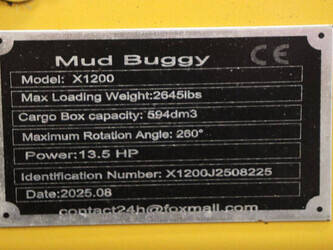 Mud Buggy CE
Model: X1200
Max Loading Weight:2645lbs
Cargo Box capacity: 594dm3
Maximum Rotation Angle: 260°
Power:13.5 HP
Identification Number: X1200J2508225
Date:2025.08
contact24h@foxmail.com